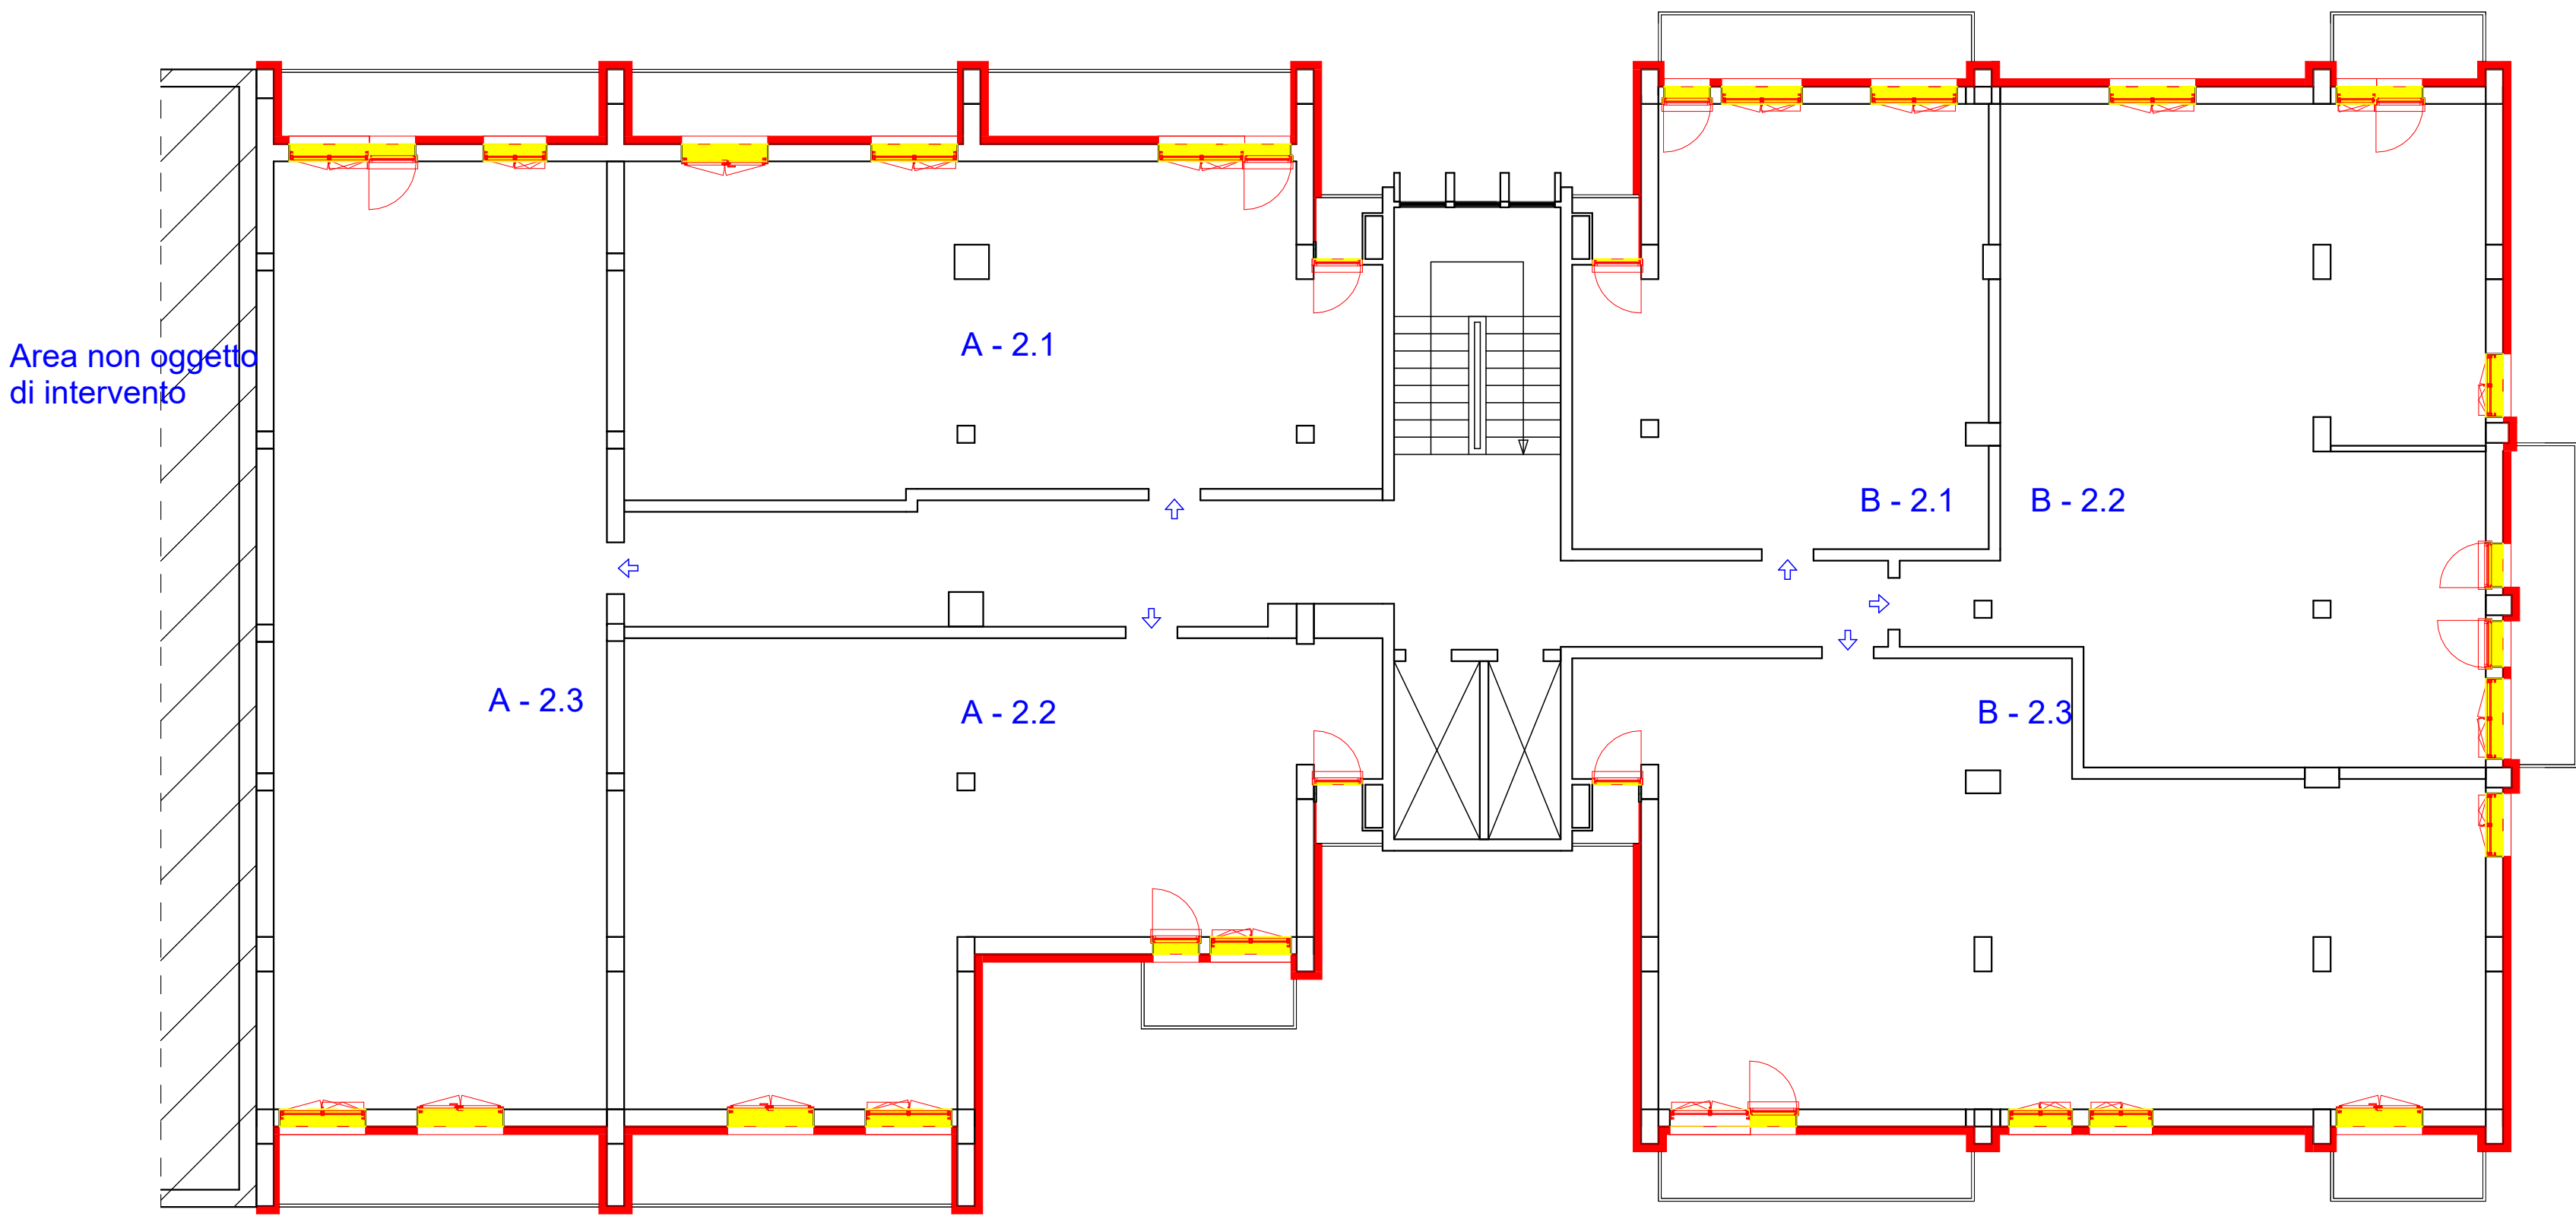 Area non oggetto
di intervento
A - 2.1
B - 2.1
B - 2.2
A - 2.3
A - 2.2
B - 2.3